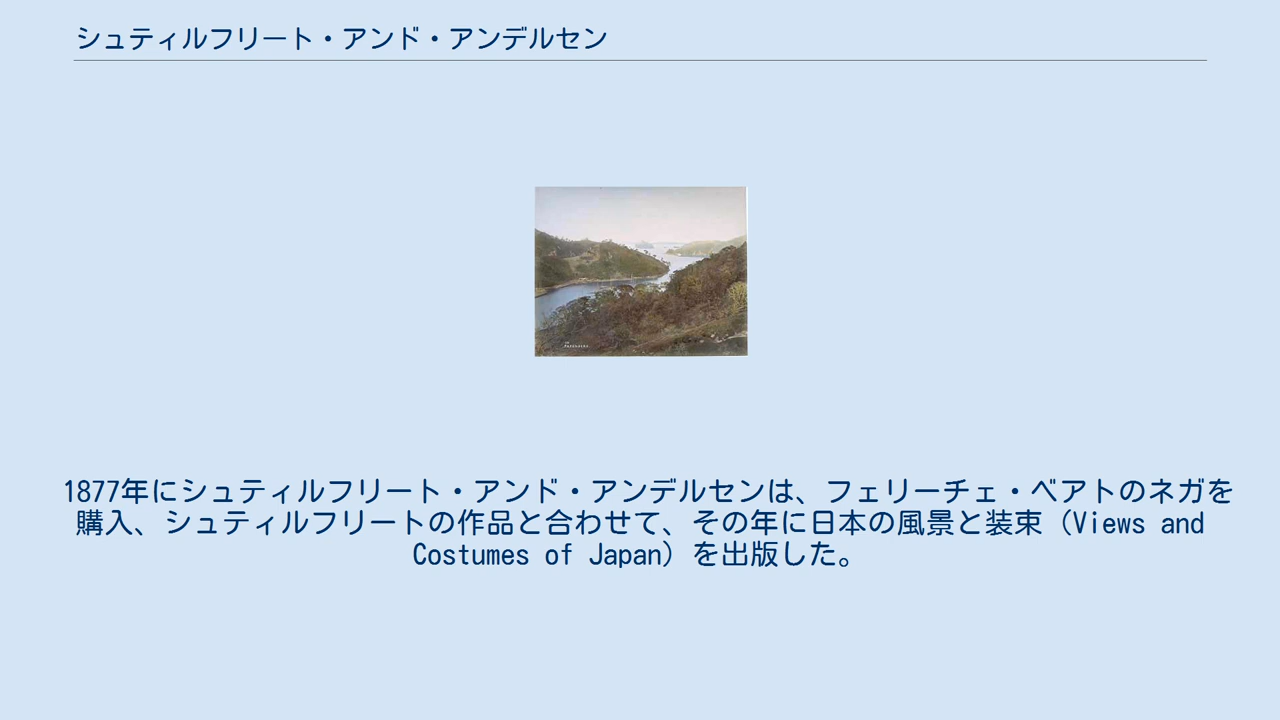 シュティルフリート・アンド・アンデルセン
1877年にシュティルフリート・アンド・アンデルセンは、フェリーチェ・ベアトのネガを
購入、シュティルフリートの作品と合わせて、その年に日本の風景と装束（Views and
Costumes of Japan）を出版した。